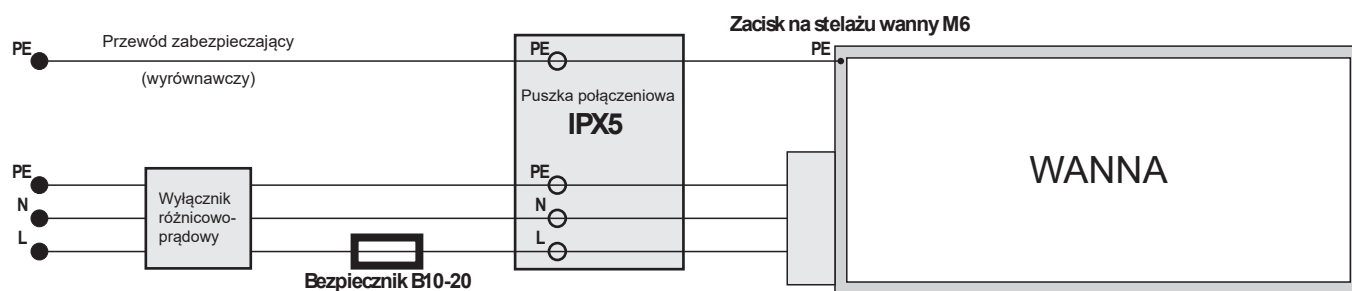 Zacisk na stelażu wanny M6
PE
Przewód zabezpieczający
(wyrównawczy)
PE
PE
Puszka połączeniowa
IPX5
WANNA
PE
N
L
Wyłącznik
różnicowo-
prądowy
PE
N
L
Bezpiecznik B10-20